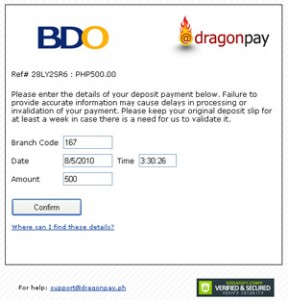 BDO
@dragonpay
Ref# 28LY2SR6 : PHP500.00
Please enter the details of your deposit payment below. Failure to
provide accurate information may cause delays in processing or
invalidation of your payment. Please keep your original deposit slip for
at least a week in case there is a need for us to validate it.
Branch Code 167
Date 8/5/2010 Time 3:30:26
Amount 500
Confirm
Where can I find these details?
For help: support@dragonpay.ph
VERIFIED & SECURED